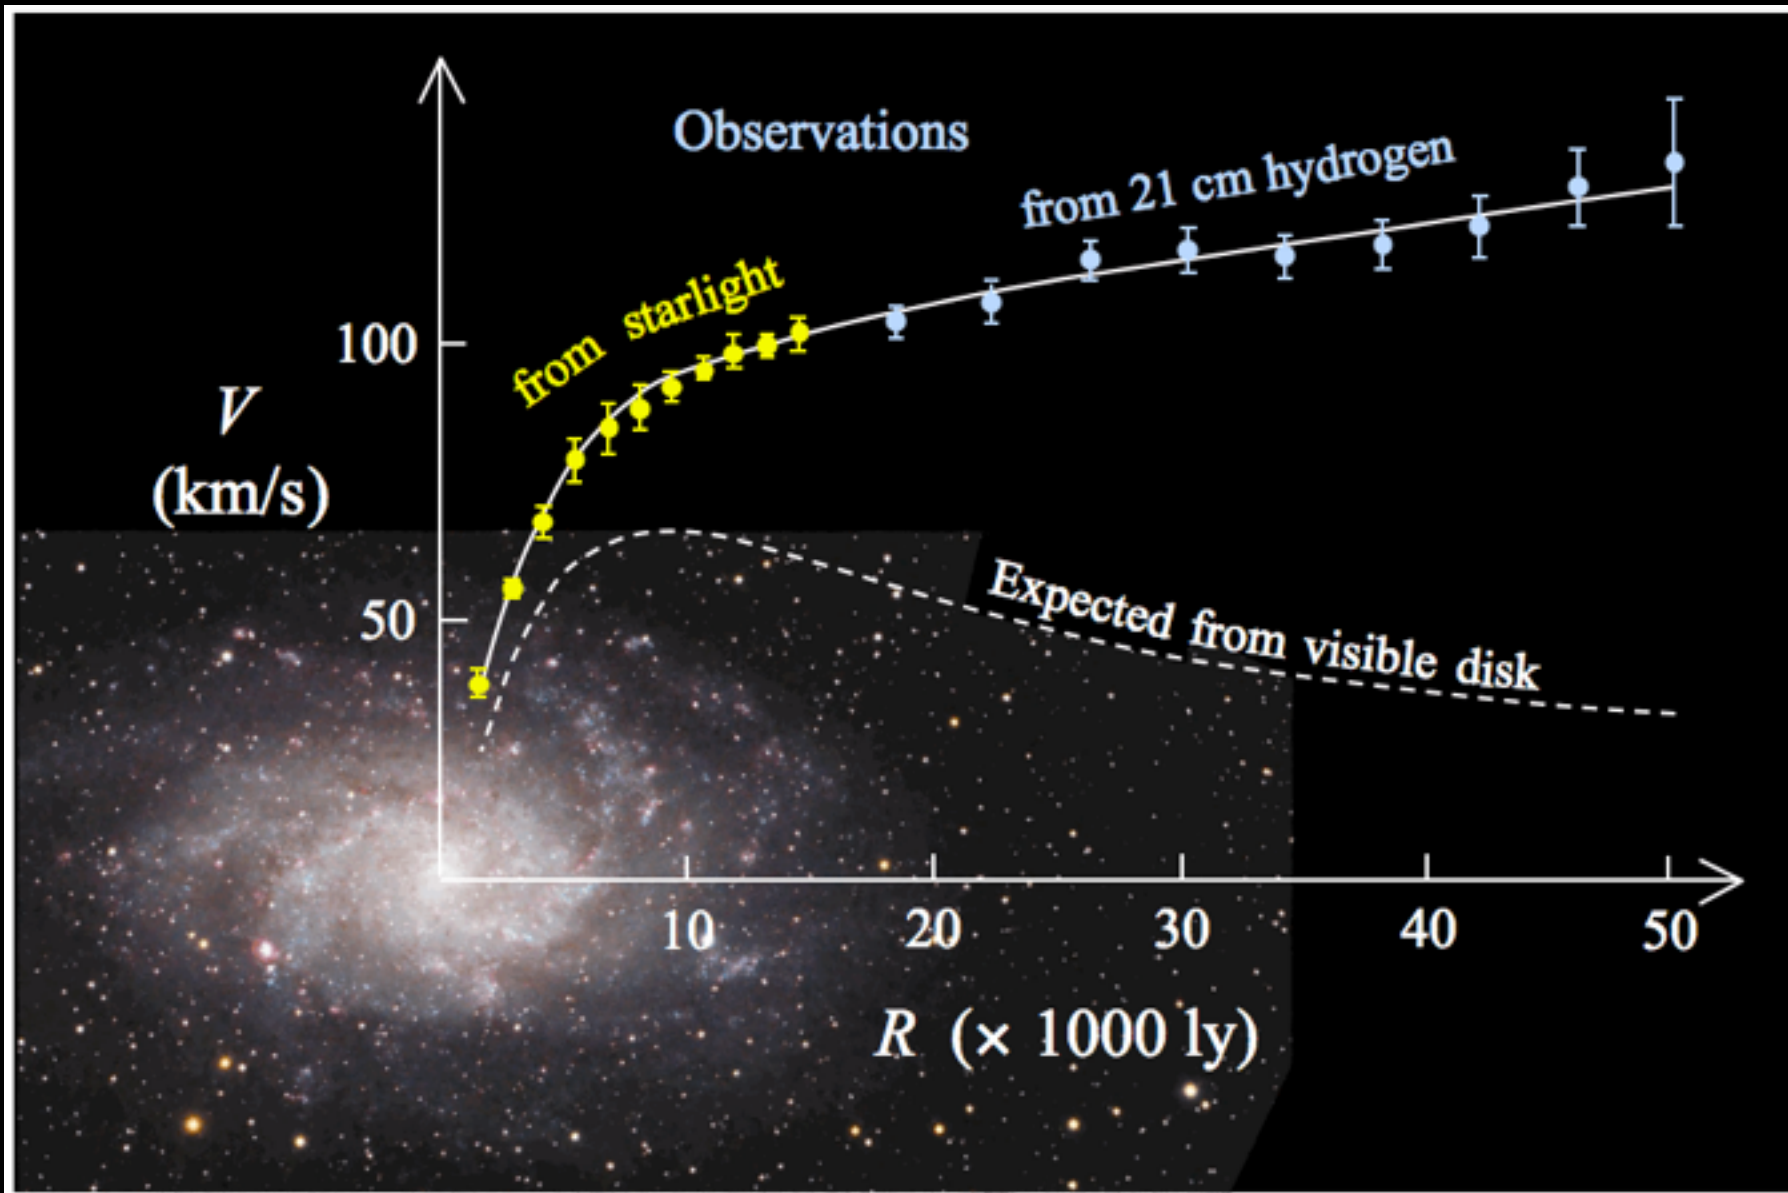 Observations
from 21 cm hydrogen
from starlight
100
V
(km/s)
50
Expected from visible disk
10
20
30
40
50
R (× 1000 ly)